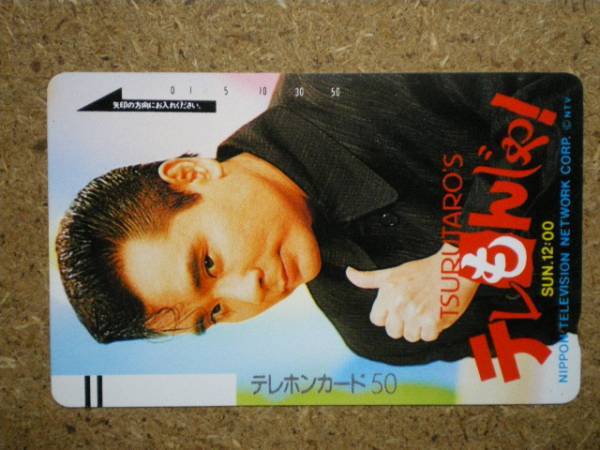 0 1 5 10 30 50
矢印の方向にお入れください。
TSURUTARO'S
テレもんじゃ!
SUN.12:00
NIPPON TELEVISION NETWORK CORP. ©NTV
テレホンカード 50